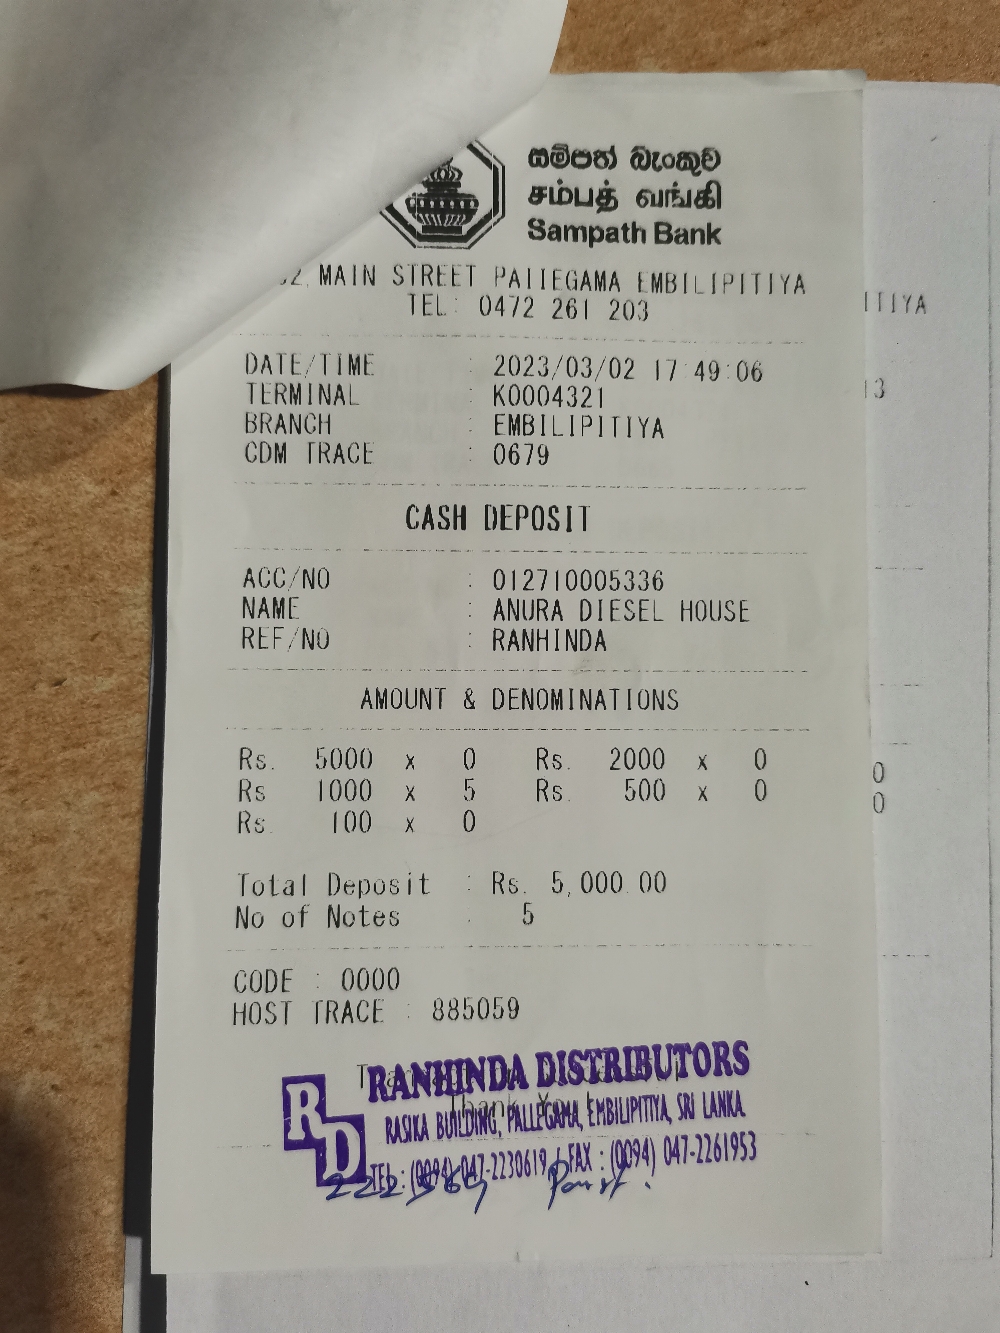 සම්පත් බැංකුව
சம்பத் வங்கி
Sampath Bank
MAIN STREET PALLEGAMA EMBILIPITIYA
TEL: 0472 261 203
DATE/TIME : 2023/03/02 17:49:06
TERMINAL : K0004321
BRANCH : EMBILIPITIYA
CDM TRACE : 0679
CASH DEPOSIT
ACC/NO : 012710005336
NAME : ANURA DIESEL HOUSE
REF/NO : RANHINDA
AMOUNT & DENOMINATIONS
Rs. 5000 x 0 Rs. 2000 x 0
Rs 1000 x 5 Rs. 500 x 0
Rs. 100 x 0
Total Deposit : Rs. 5,000.00
No of Notes : 5
CODE : 0000
HOST TRACE : 885059
RANHINDA DISTRIBUTORS
RD
RASIKA BUILDING, PALLEGAMA, EMBILIPITIYA, SRI LANKA
TEL : (0094) 047-2230619 / FAX : (0094) 047-2261953